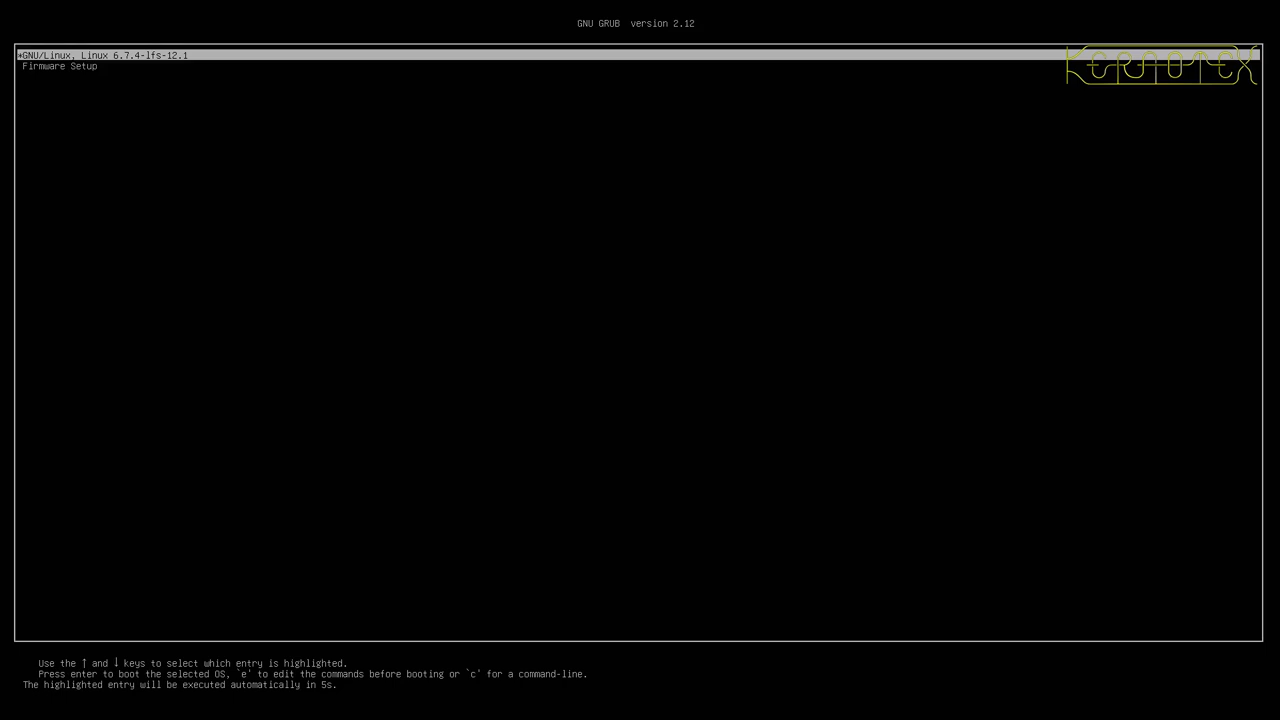 GNU GRUB  version 2.12
*GNU/Linux, Linux 6.7.4-lfs-12.1
Firmware Setup
Kernotex
Use the ↑ and ↓ keys to select which entry is highlighted.
Press enter to boot the selected OS, `e' to edit the commands before booting or `c' for a command-line.
The highlighted entry will be executed automatically in 5s.